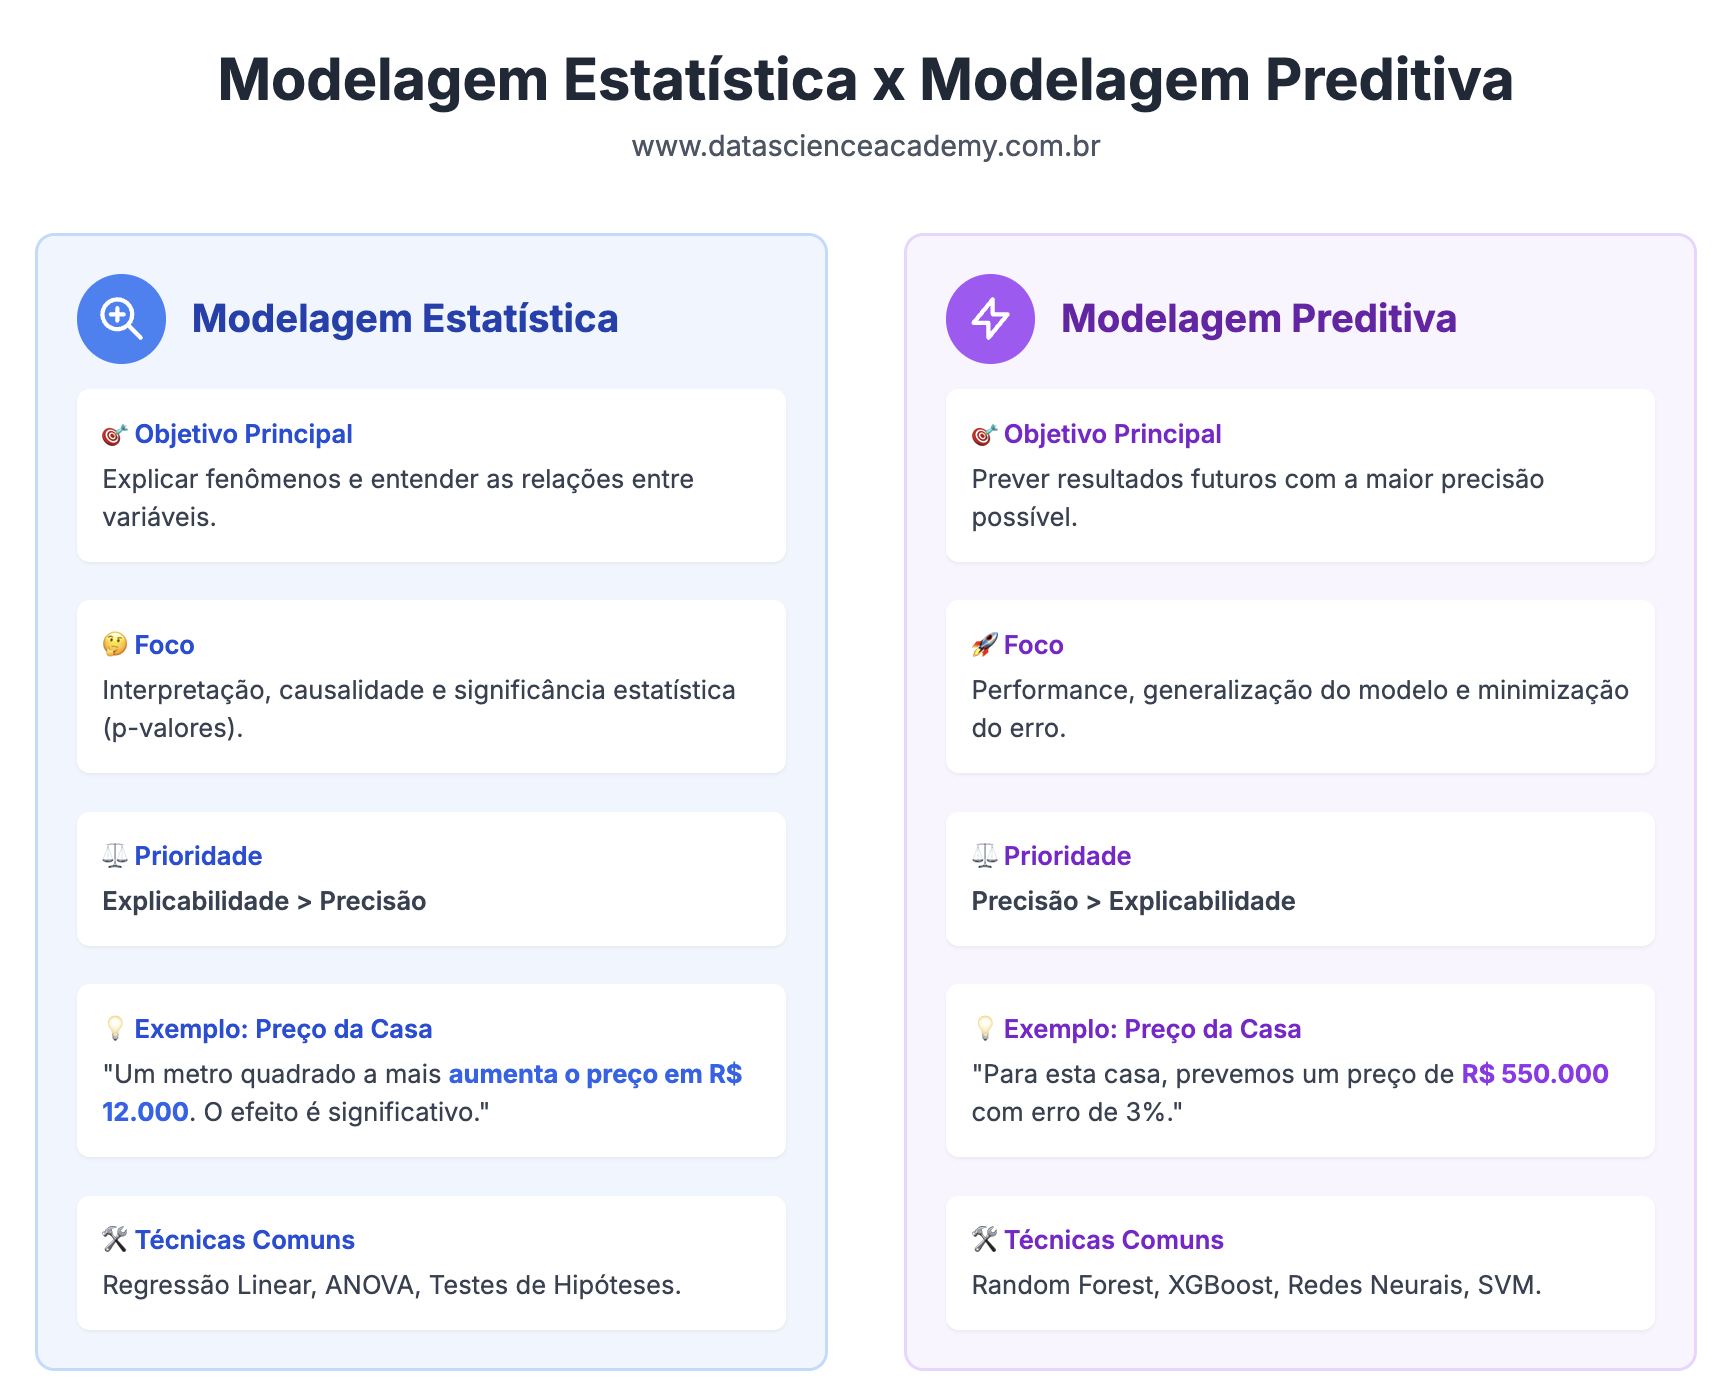 Modelagem Estatística x Modelagem Preditiva
www.datascienceacademy.com.br
Modelagem Estatística
🎯 Objetivo Principal
Explicar fenômenos e entender as relações entre
variáveis.
🤔 Foco
Interpretação, causalidade e significância estatística
(p-valores).
⚖️ Prioridade
Explicabilidade > Precisão
💡 Exemplo: Preço da Casa
"Um metro quadrado a mais aumenta o preço em R$
12.000. O efeito é significativo."
🛠️ Técnicas Comuns
Regressão Linear, ANOVA, Testes de Hipóteses.
Modelagem Preditiva
🎯 Objetivo Principal
Prever resultados futuros com a maior precisão
possível.
🚀 Foco
Performance, generalização do modelo e minimização
do erro.
⚖️ Prioridade
Precisão > Explicabilidade
💡 Exemplo: Preço da Casa
"Para esta casa, prevemos um preço de R$ 550.000
com erro de 3%."
🛠️ Técnicas Comuns
Random Forest, XGBoost, Redes Neurais, SVM.